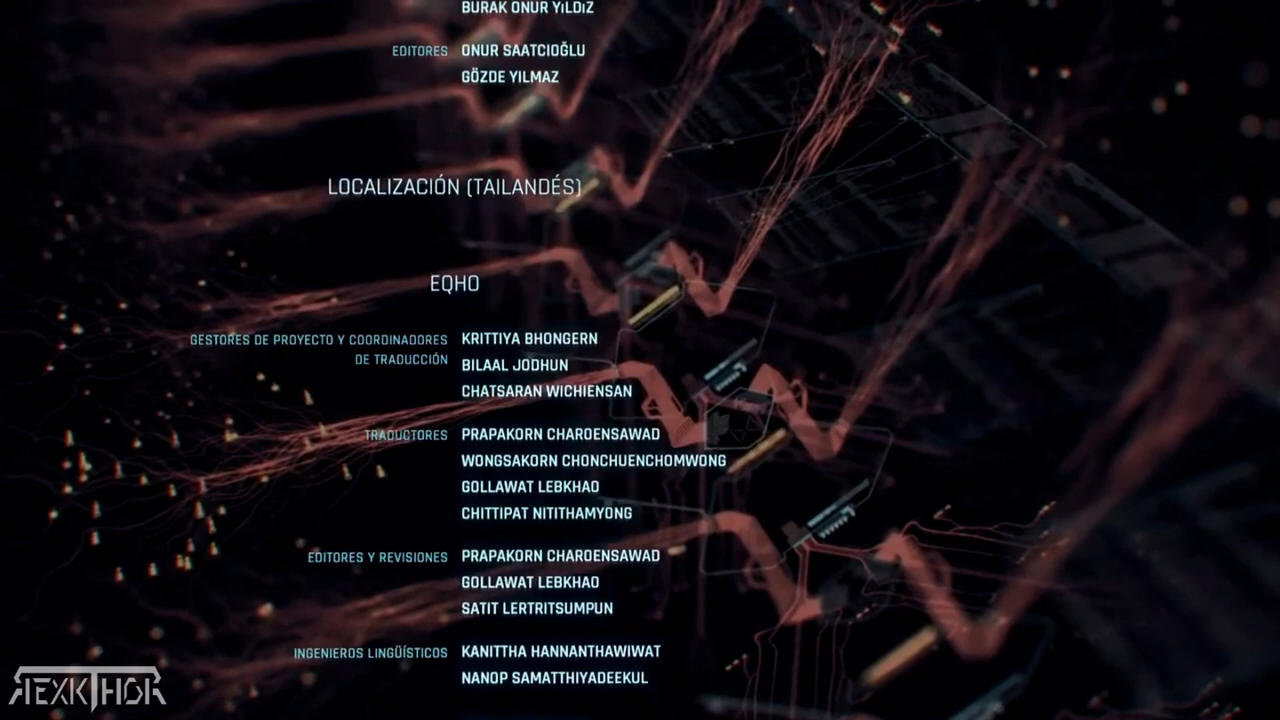 BURAK ONUR YILDIZ
EDITORES ONUR SAATCIOĞLU
GÖZDE YILMAZ
LOCALIZACIÓN (TAILANDÉS)
EQHO
GESTORES DE PROYECTO Y COORDINADORES KRITTIYA BHONGERN
DE TRADUCCIÓN BILAAL JODHUN
CHATSARAN WICHIENSAN
TRADUCTORES PRAPAKORN CHAROENSAWAD
WONGSAKORN CHONCHUENCHOMWONG
GOLLAWAT LEBKHAO
CHITTIPAT NITITHAMYONG
EDITORES Y REVISIONES PRAPAKORN CHAROENSAWAD
GOLLAWAT LEBKHAO
SATIT LERTRITSUMPUN
INGENIEROS LINGÜÍSTICOS KANITTHA HANNANTHAWIWAT
NANOP SAMATTHIYADEEKUL
REXKTHOR